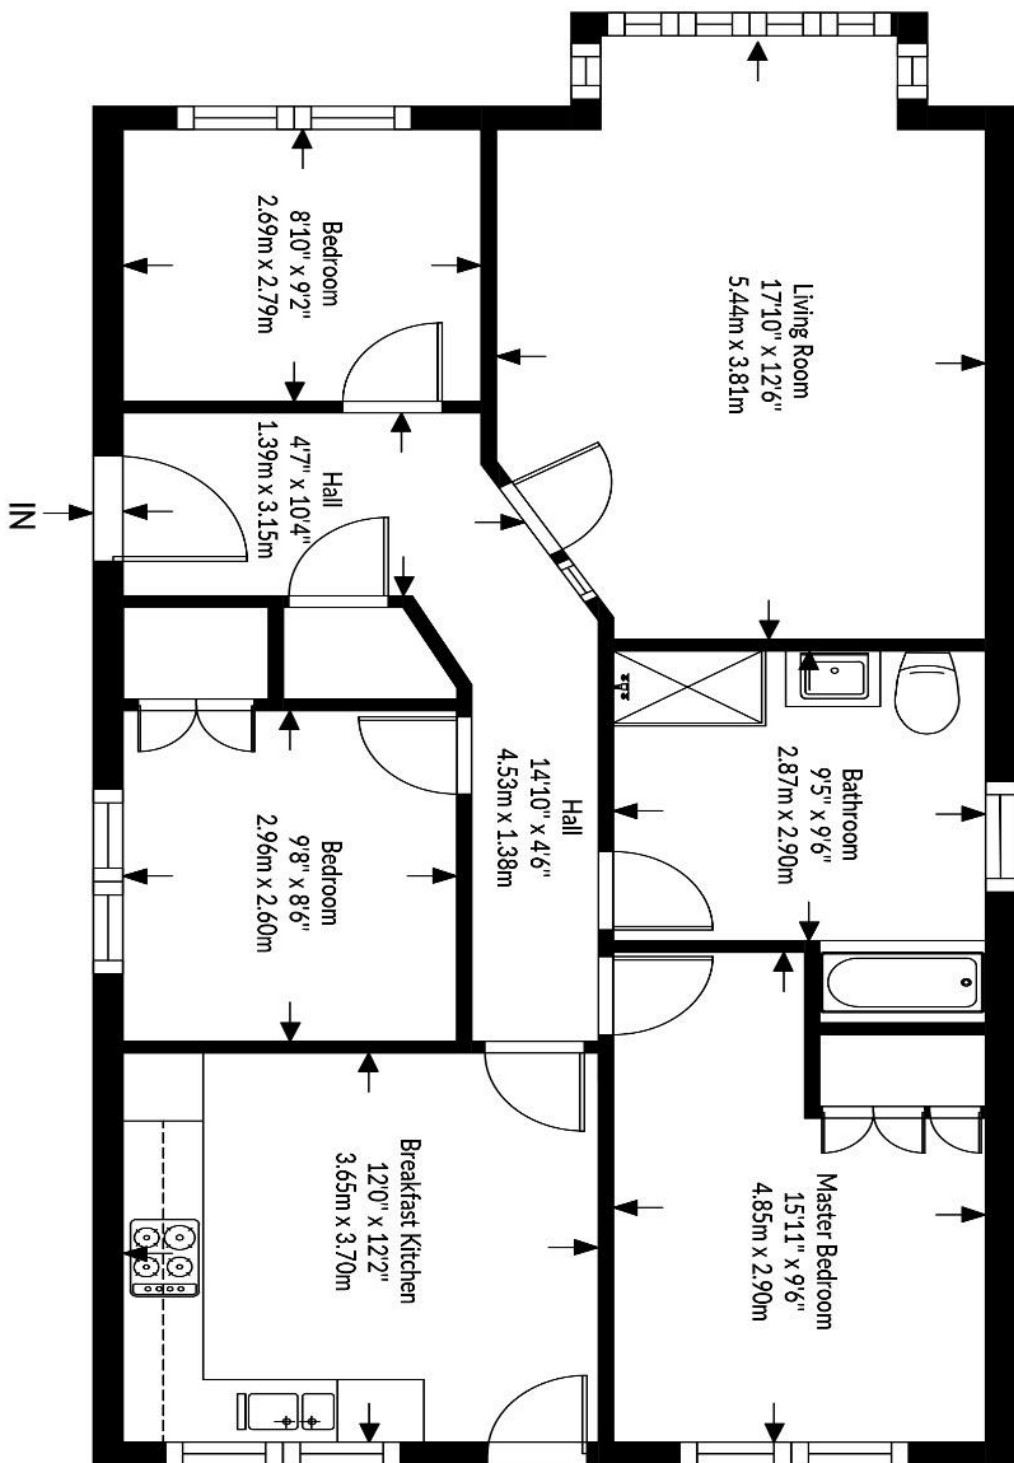 Living Room
17'10" x 12'6"
5.44m x 3.81m
Bedroom
8'10" x 9'2"
2.69m x 2.79m
Hall
4'7" x 10'4"
1.39m x 3.15m
IN
Bathroom
9'5" x 9'6"
2.87m x 2.90m
Hall
14'10" x 4'6"
4.53m x 1.38m
Bedroom
9'8" x 8'6"
2.96m x 2.60m
Master Bedroom
15'11" x 9'6"
4.85m x 2.90m
Breakfast Kitchen
12'0" x 12'2"
3.65m x 3.70m